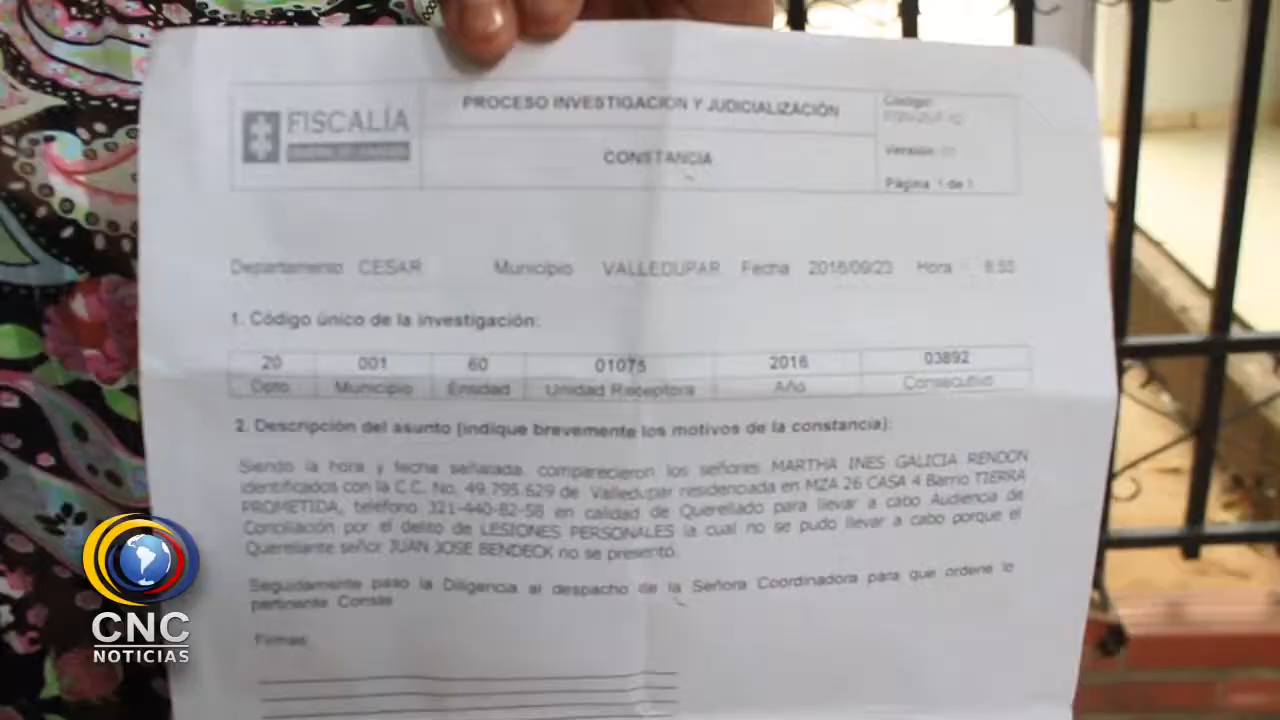 FISCALÍA
PROCESO INVESTIGACION Y JUDICIALIZACIÓN
Código:
CONSTANCIA
Versión:
Página 1 de 1
Departamento CESAR Municipio VALLEDUPAR Fecha 2016/09/23 Hora
1. Código único de la investigación:
20 001 60 01075 2016 03892
Dpto Municipio Entidad Unidad Receptora Año Consecutivo
2. Descripción del asunto (indique brevemente los motivos de la constancia):
Siendo la hora y fecha señalada, comparecieron los señores MARTHA INES GALICIA RENDON
identificados con la C.C. No. 49.795.629 de Valledupar residenciada en MZA 26 CASA 4 Barrio TIERRA
PROMETIDA, teléfono 321-440-82-58 en calidad de Querellado para llevar a cabo Audiencia de
Conciliación por el delito de LESIONES PERSONALES la cual no se pudo llevar a cabo porque el
Querellante señor JUAN JOSE BENDECK no se presentó.
Seguidamente paso la Diligencia al despacho de la Señora Coordinadora para que ordene lo
pertinente Conste
Firmas:
CNC
NOTICIAS